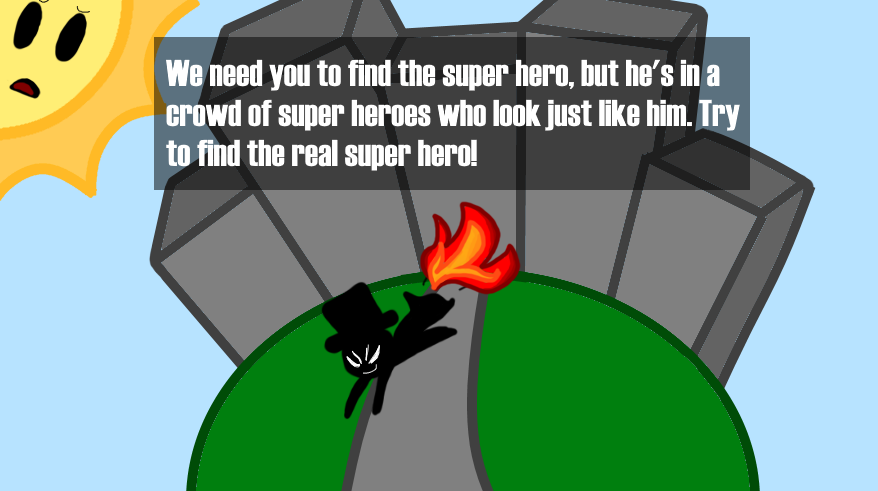 We need you to find the super hero, but he's in a
crowd of super heroes who look just like him. Try
to find the real super hero!